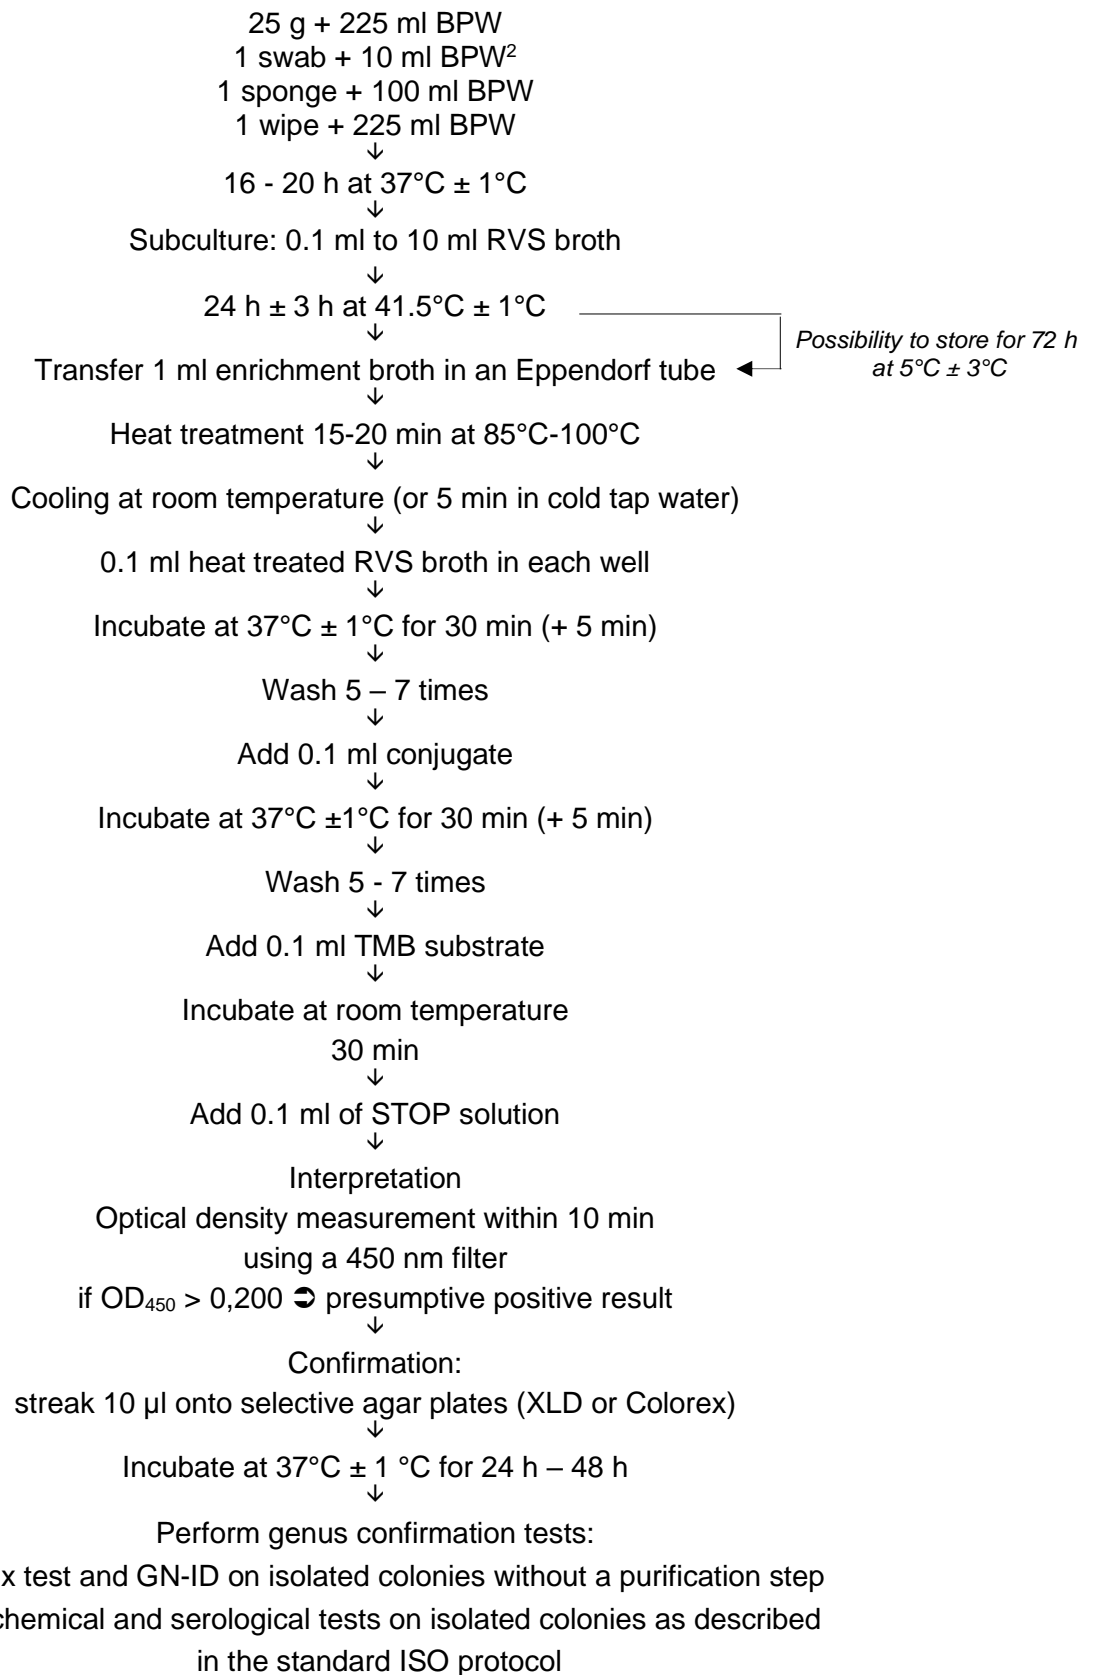 25 g + 225 ml BPW
1 swab + 10 ml BPW²
1 sponge + 100 ml BPW
1 wipe + 225 ml BPW
↓
16 - 20 h at 37°C ± 1°C
↓
Subculture: 0.1 ml to 10 ml RVS broth
↓
24 h ± 3 h at 41.5°C ± 1°C
↓
Possibility to store for 72 h
at 5°C ± 3°C
Transfer 1 ml enrichment broth in an Eppendorf tube
↓
Heat treatment 15-20 min at 85°C-100°C
↓
Cooling at room temperature (or 5 min in cold tap water)
↓
0.1 ml heat treated RVS broth in each well
↓
Incubate at 37°C ± 1°C for 30 min (+ 5 min)
↓
Wash 5 – 7 times
↓
Add 0.1 ml conjugate
↓
Incubate at 37°C ±1°C for 30 min (+ 5 min)
↓
Wash 5 - 7 times
↓
Add 0.1 ml TMB substrate
↓
Incubate at room temperature
30 min
↓
Add 0.1 ml of STOP solution
↓
Interpretation
Optical density measurement within 10 min
using a 450 nm filter
if OD₄₅₀ > 0,200 ➲ presumptive positive result
↓
Confirmation:
streak 10 µl onto selective agar plates (XLD or Colorex)
↓
Incubate at 37°C ± 1 °C for 24 h – 48 h
↓
Perform genus confirmation tests:
x test and GN-ID on isolated colonies without a purification step
chemical and serological tests on isolated colonies as described
in the standard ISO protocol